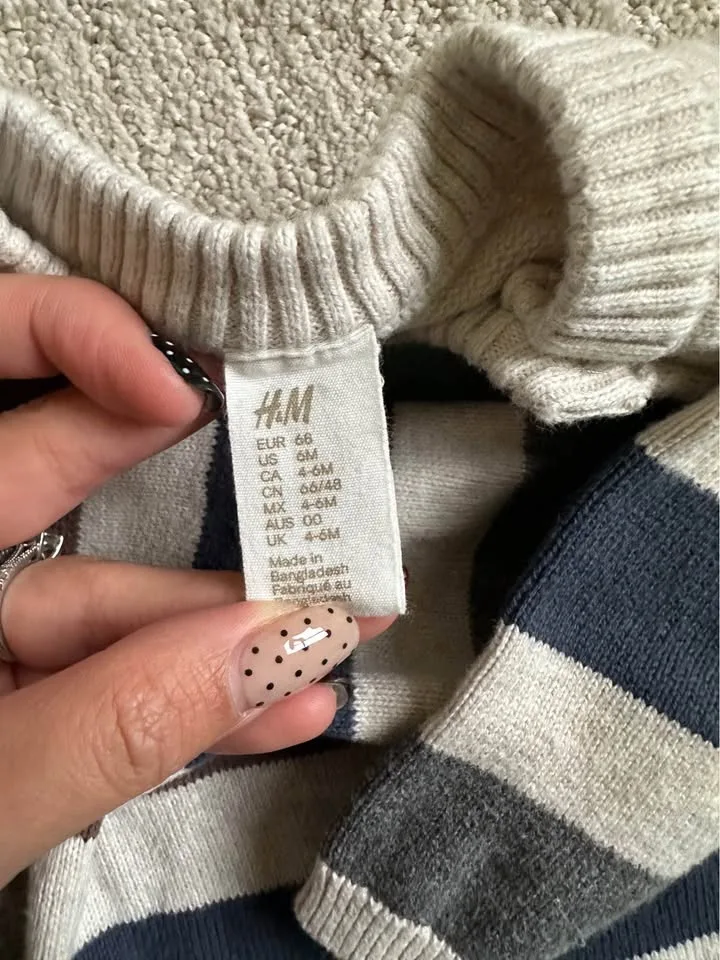 H&M
EUR 68
US 6M
CA 4-6M
CN 66/48
MX 4-6M
AUS 00
UK 4-6M
Made in
Bangladesh
Fabriqué au